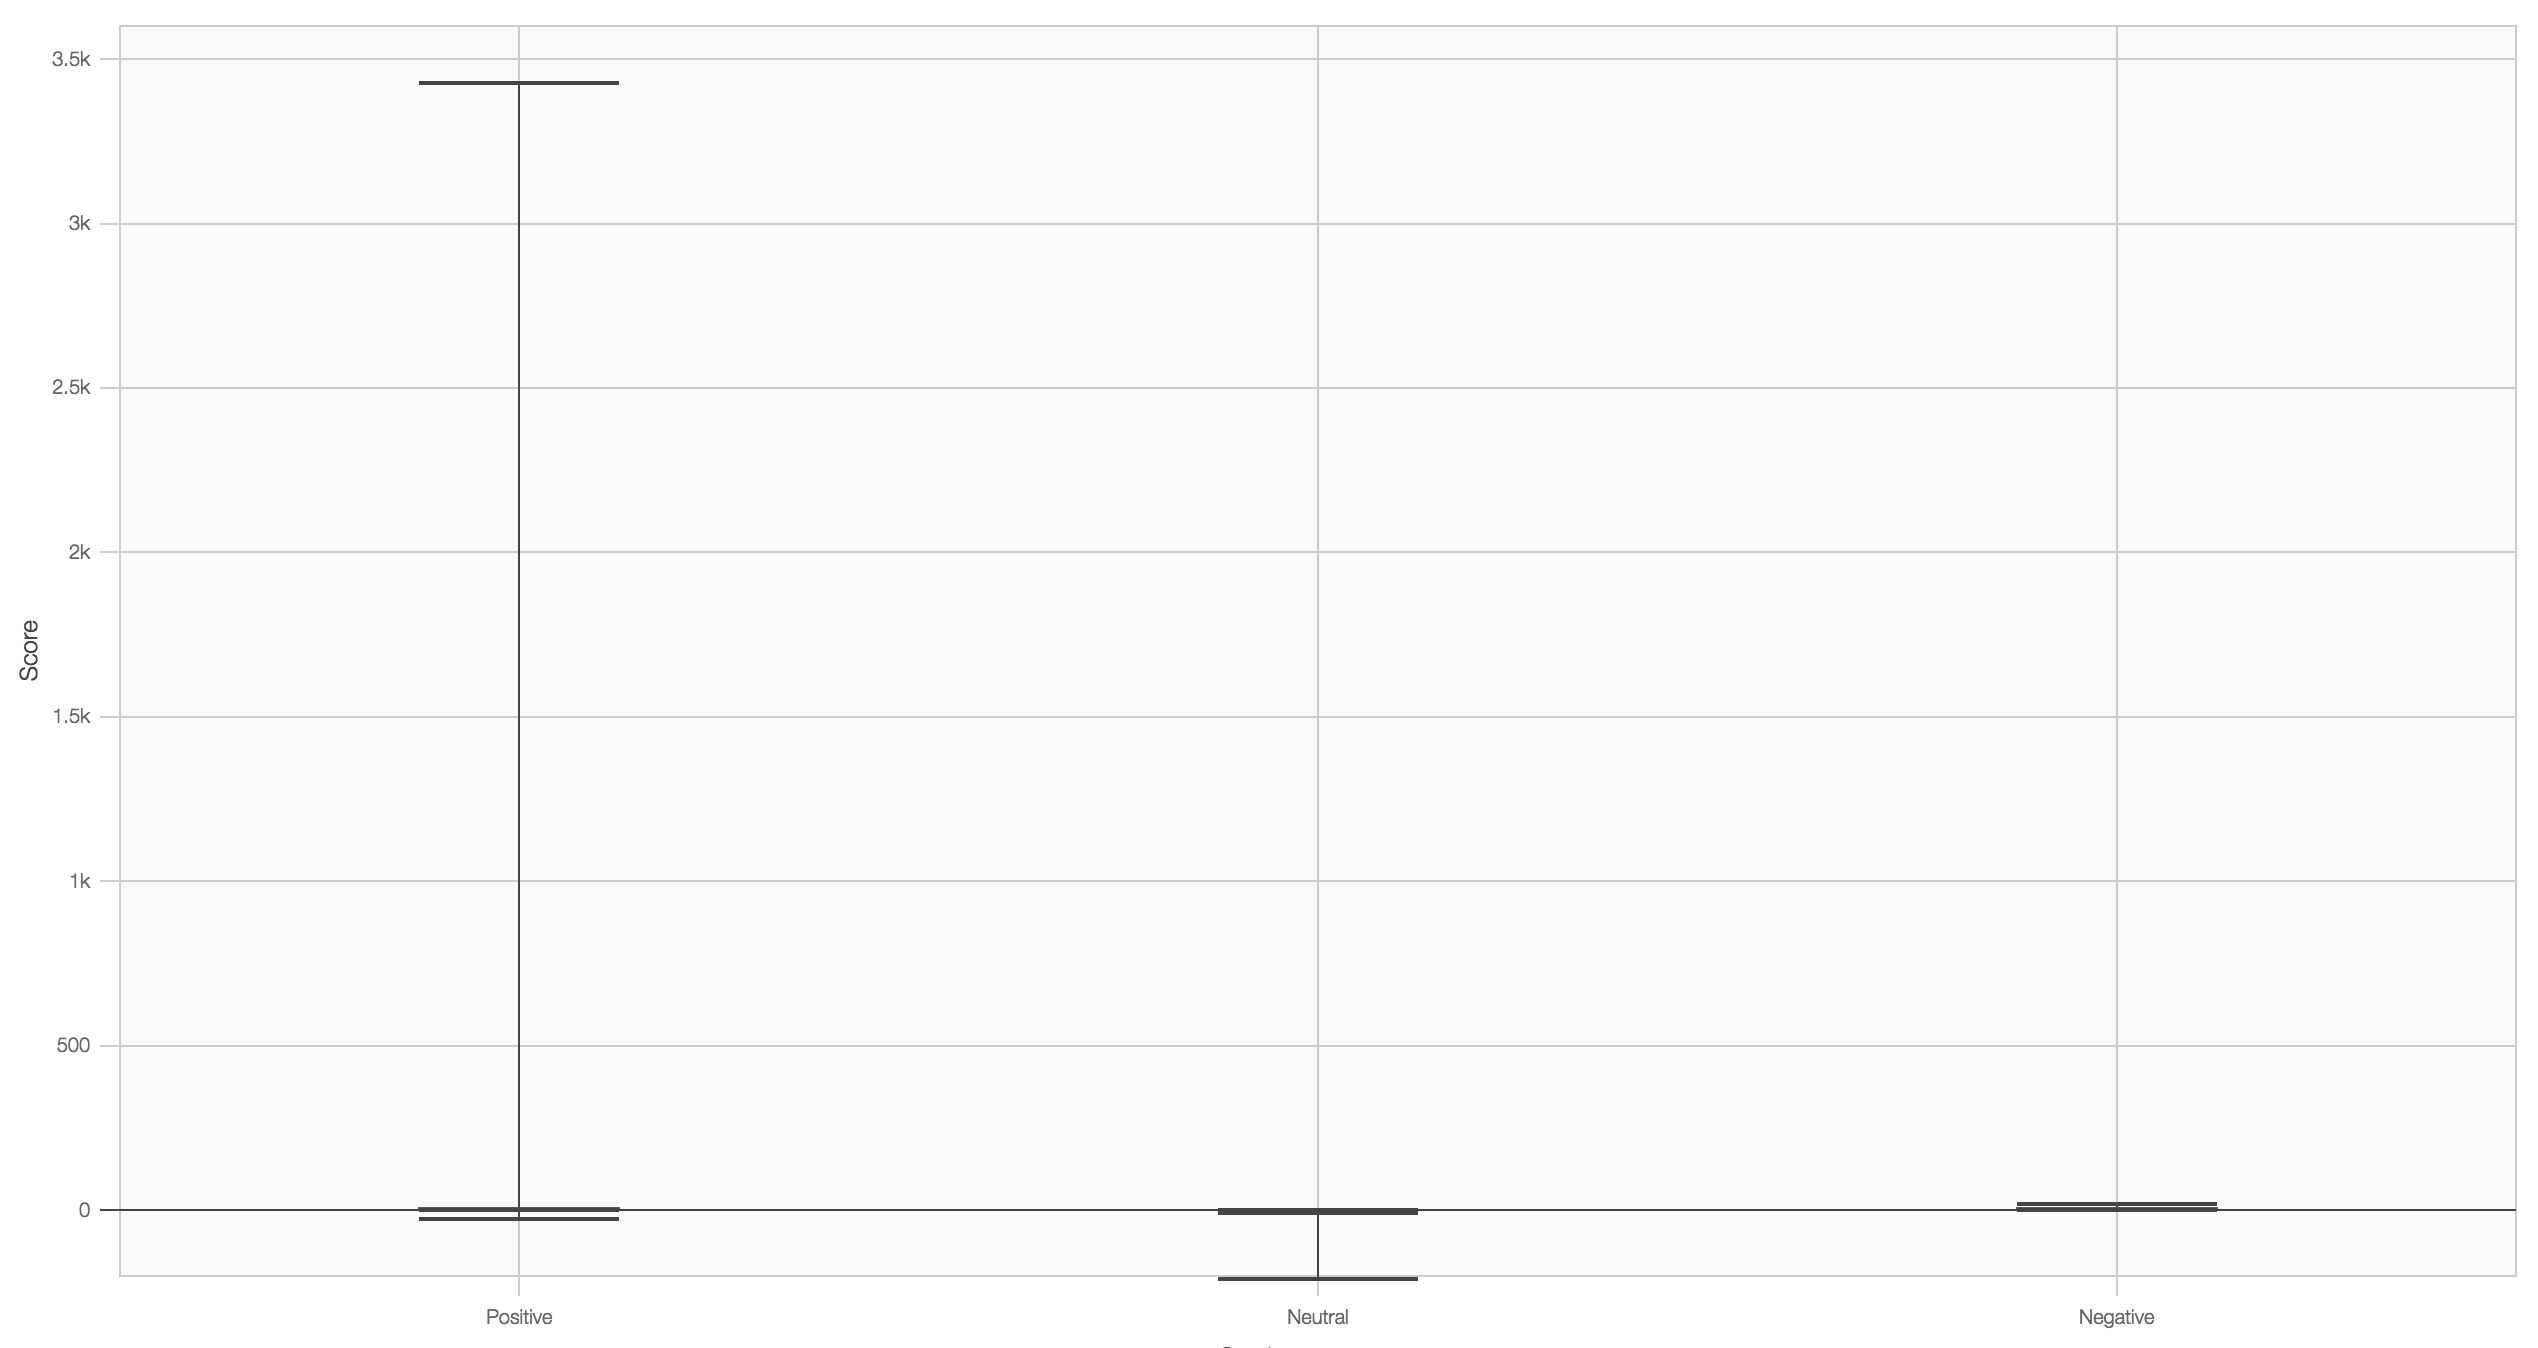 3.5k
3k
2.5k
2k
1.5k
1k
500
0
Score
Positive
Neutral
Negative